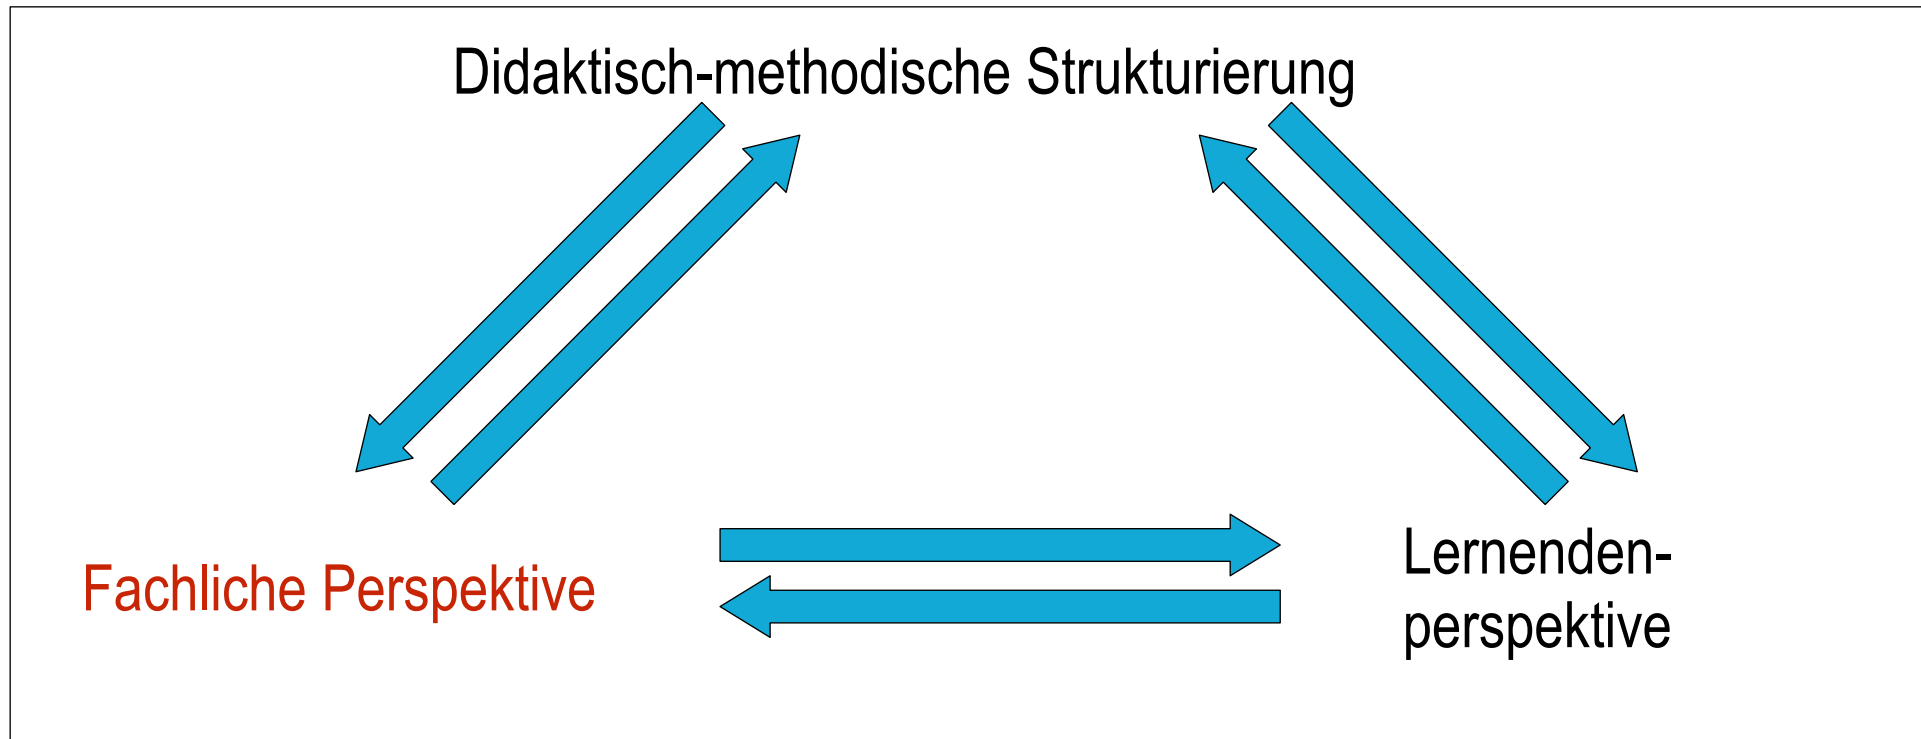 Didaktisch-methodische Strukturierung
Fachliche Perspektive
Lernenden-
perspektive